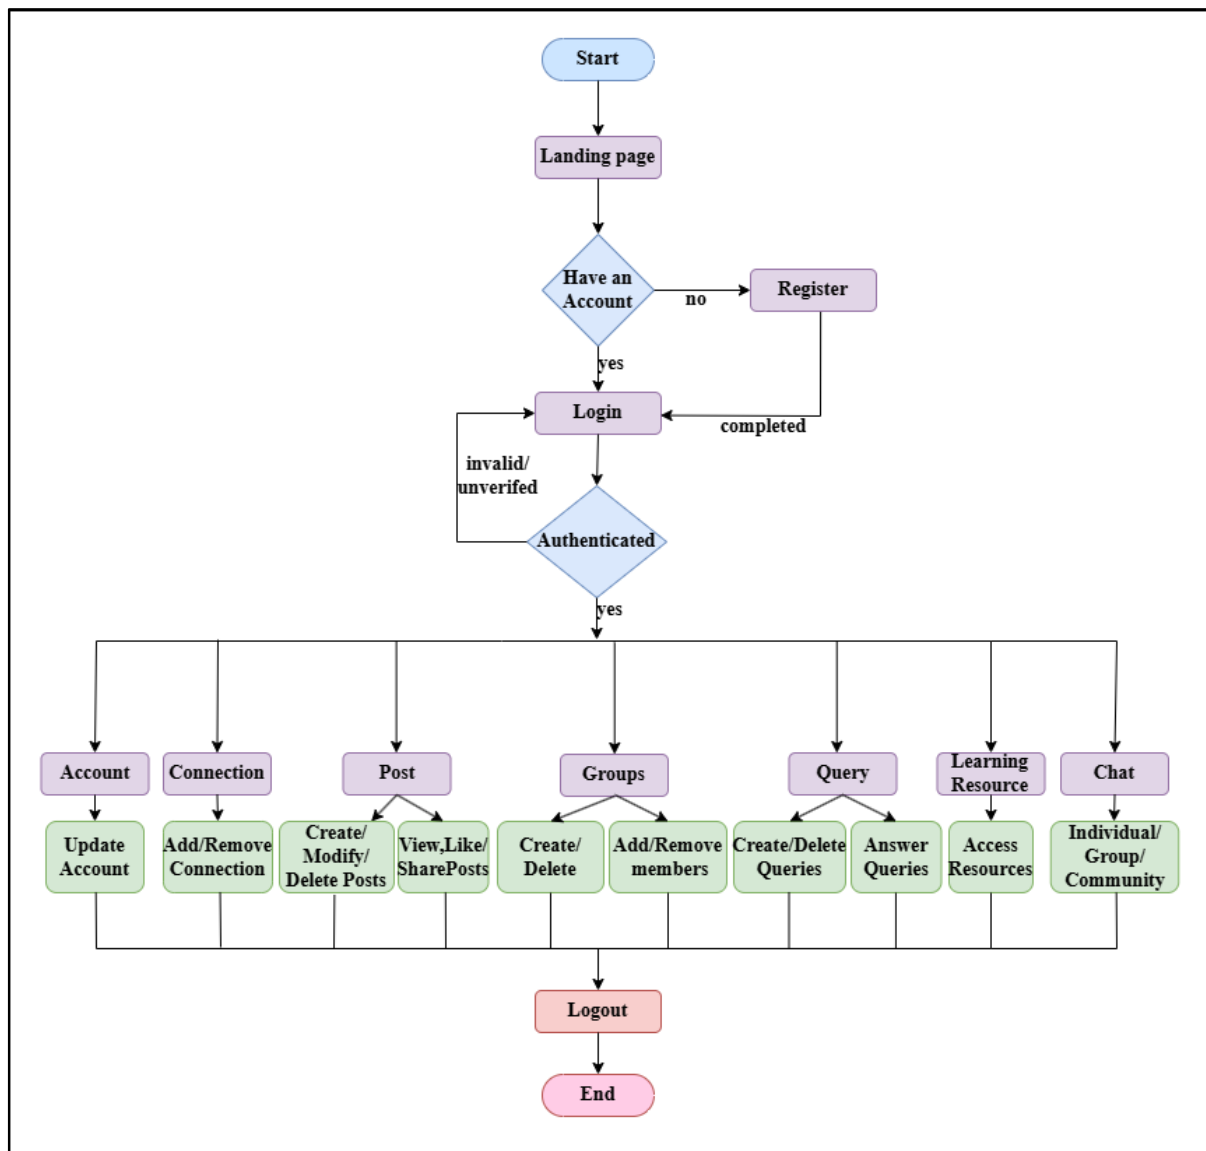 Start
Landing page
Have an
Account
no
Register
yes
Login
completed
invalid/
unverifed
Authenticated
yes
Account
Connection
Post
Groups
Query
Learning
Resource
Chat
Update
Account
Add/Remove
Connection
Create/
Modify/
Delete Posts
View,Like/
SharePosts
Create/
Delete
Add/Remove
members
Create/Delete
Queries
Answer
Queries
Access
Resources
Individual/
Group/
Community
Logout
End